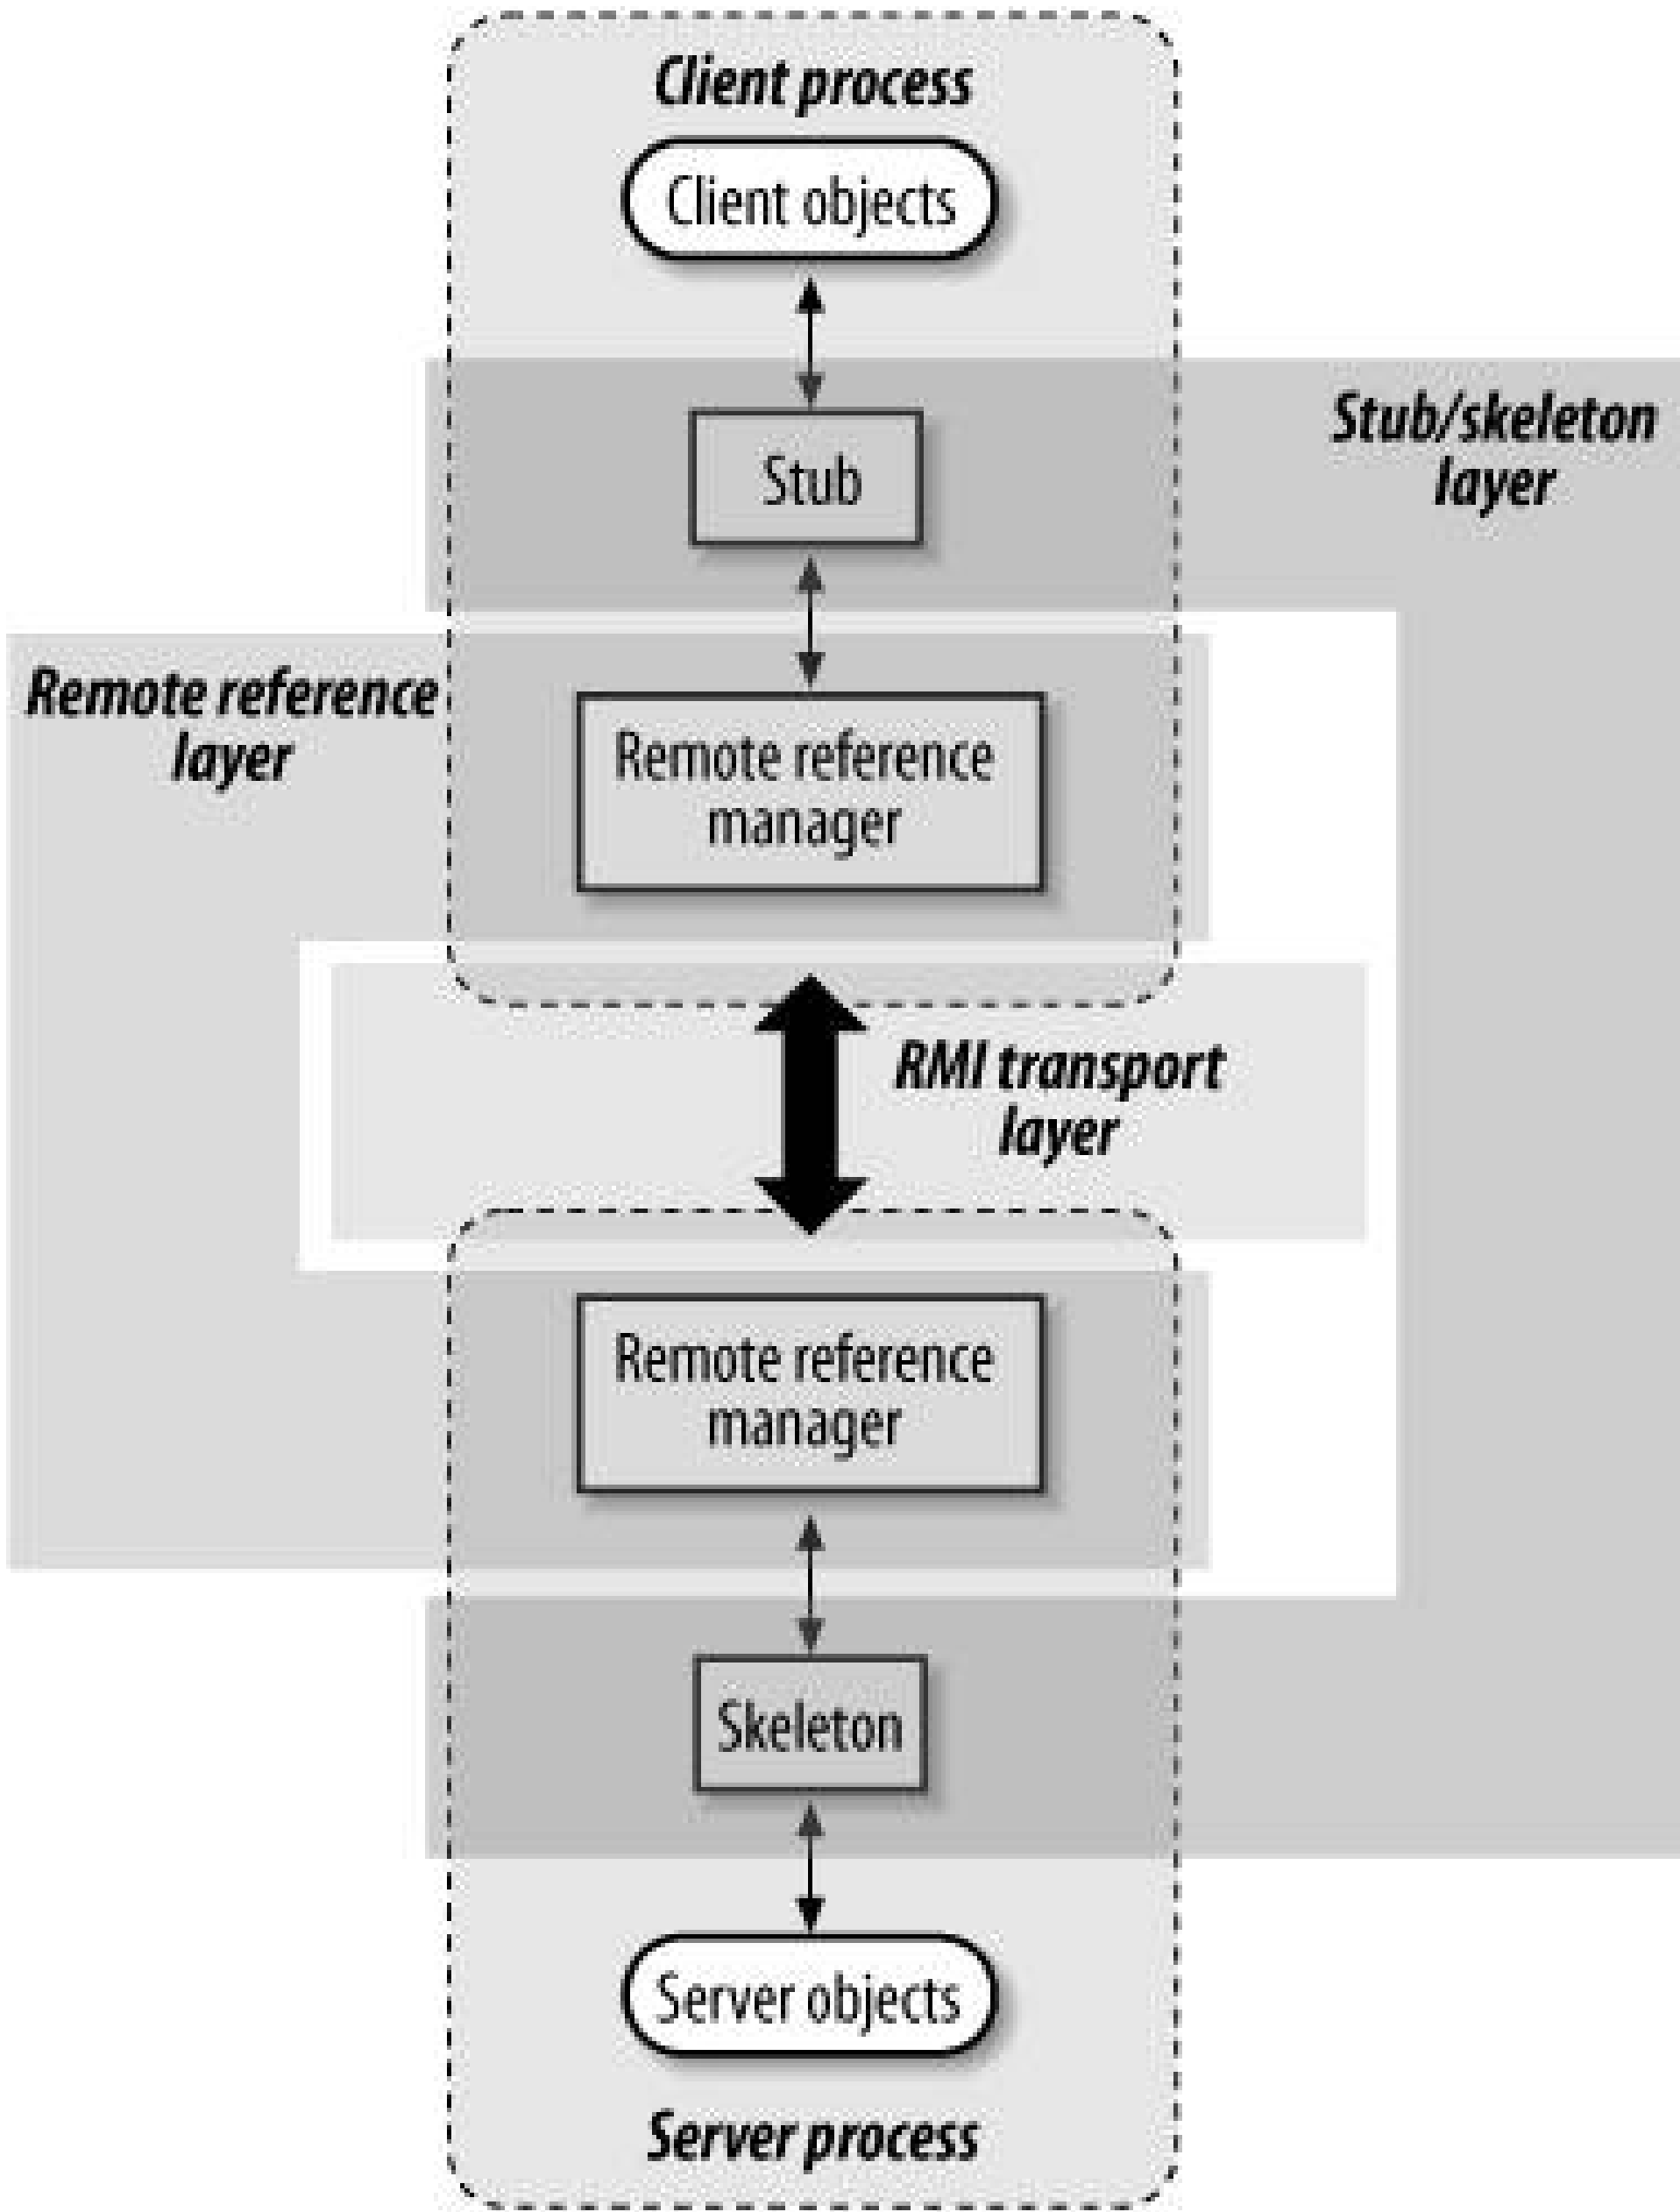 Client process
Client objects
Stub/skeleton
layer
Stub
Remote reference
layer
Remote reference
manager
RMI transport
layer
Remote reference
manager
Skeleton
Server objects
Server process